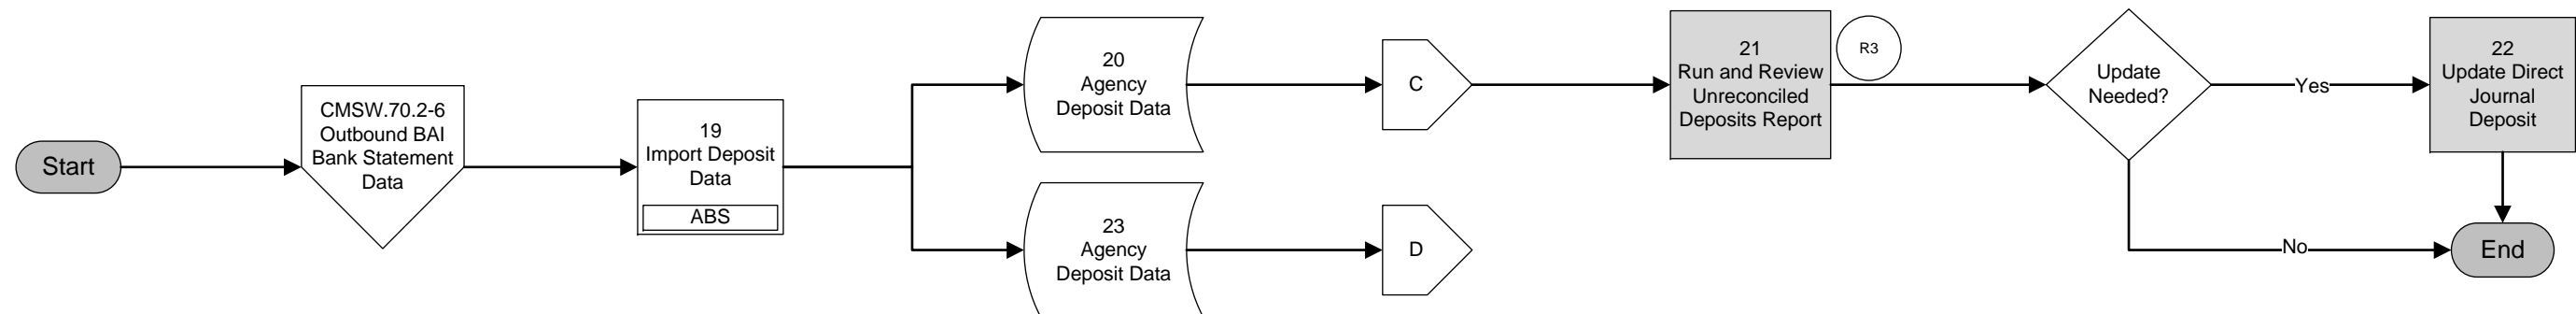 Start
CMSW.70.2-6
Outbound BAI
Bank Statement
Data
19
Import Deposit
Data
ABS
20
Agency
Deposit Data
C
21
Run and Review
Unreconciled
Deposits Report
R3
Update
Needed?
Yes
22
Update Direct
Journal
Deposit
23
Agency
Deposit Data
D
No
End